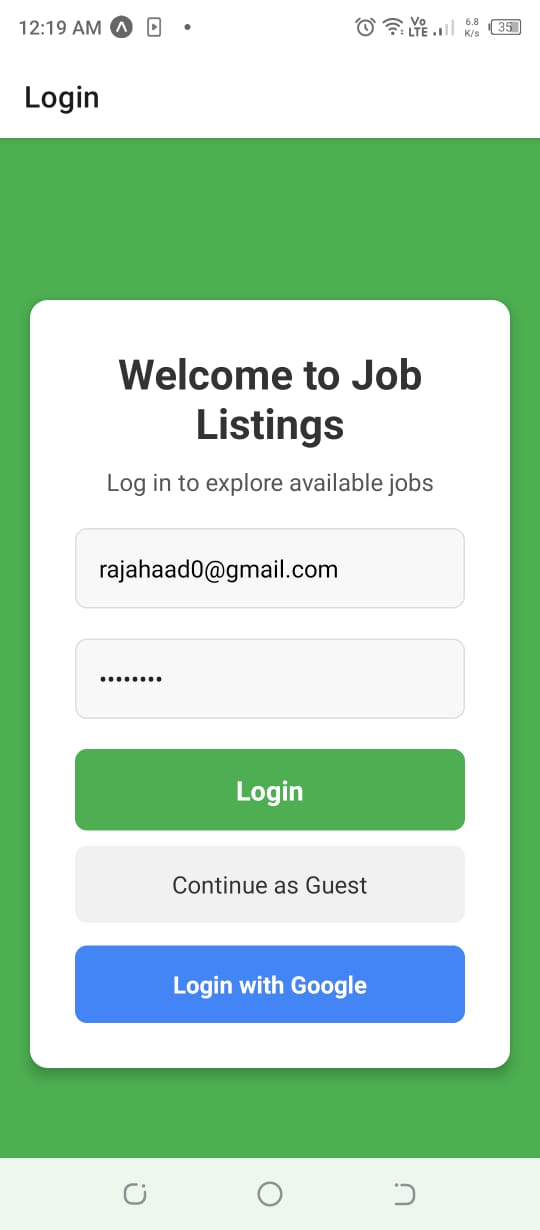 12:19 AM
Vo LTE
6.8 K/s
35
Login
Welcome to Job
Listings
Log in to explore available jobs
rajahaad0@gmail.com
••••••••
Login
Continue as Guest
Login with Google